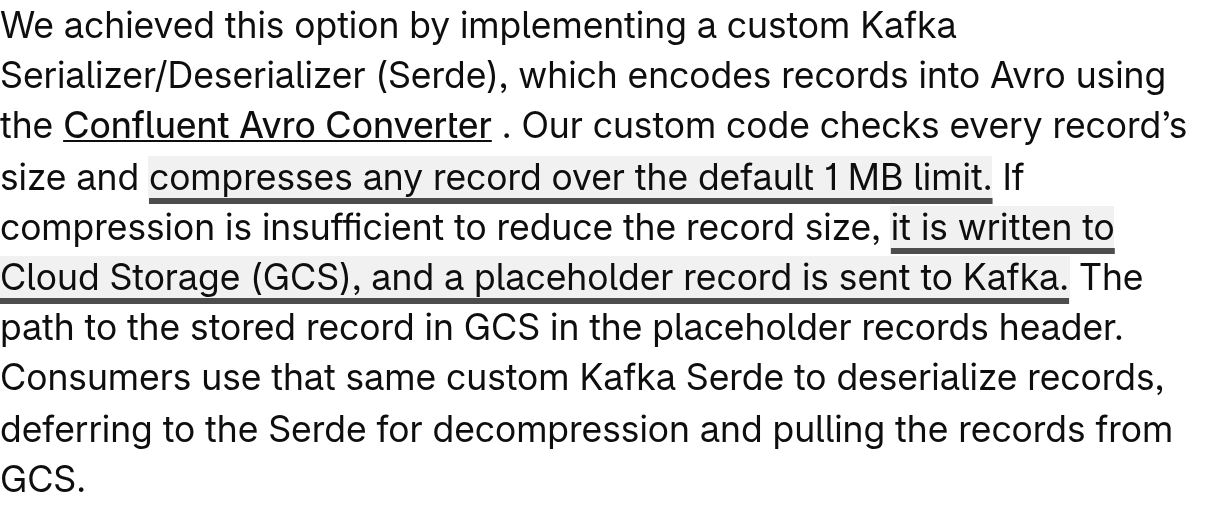 We achieved this option by implementing a custom Kafka
Serializer/Deserializer (Serde), which encodes records into Avro using
the Confluent Avro Converter . Our custom code checks every record’s
size and compresses any record over the default 1 MB limit. If
compression is insufficient to reduce the record size, it is written to
Cloud Storage (GCS), and a placeholder record is sent to Kafka. The
path to the stored record in GCS in the placeholder records header.
Consumers use that same custom Kafka Serde to deserialize records,
deferring to the Serde for decompression and pulling the records from
GCS.